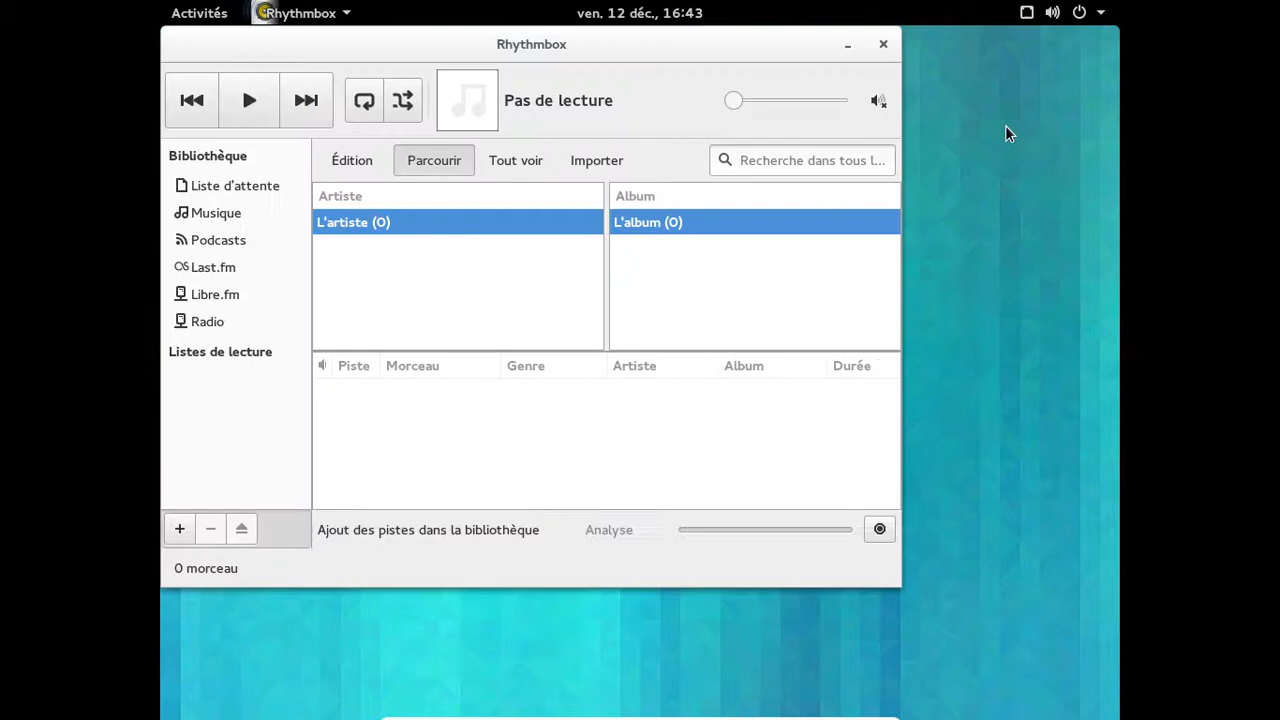 Activités Rhythmbox ven. 12 déc., 16:43
Rhythmbox
Pas de lecture
Bibliothèque
Édition Parcourir Tout voir Importer Recherche dans tous l...
Liste d'attente
Musique
Podcasts
Last.fm
Libre.fm
Radio
Listes de lecture
Artiste Album
L'artiste (0) L'album (0)
Piste Morceau Genre Artiste Album Durée
Ajout des pistes dans la bibliothèque Analyse
0 morceau